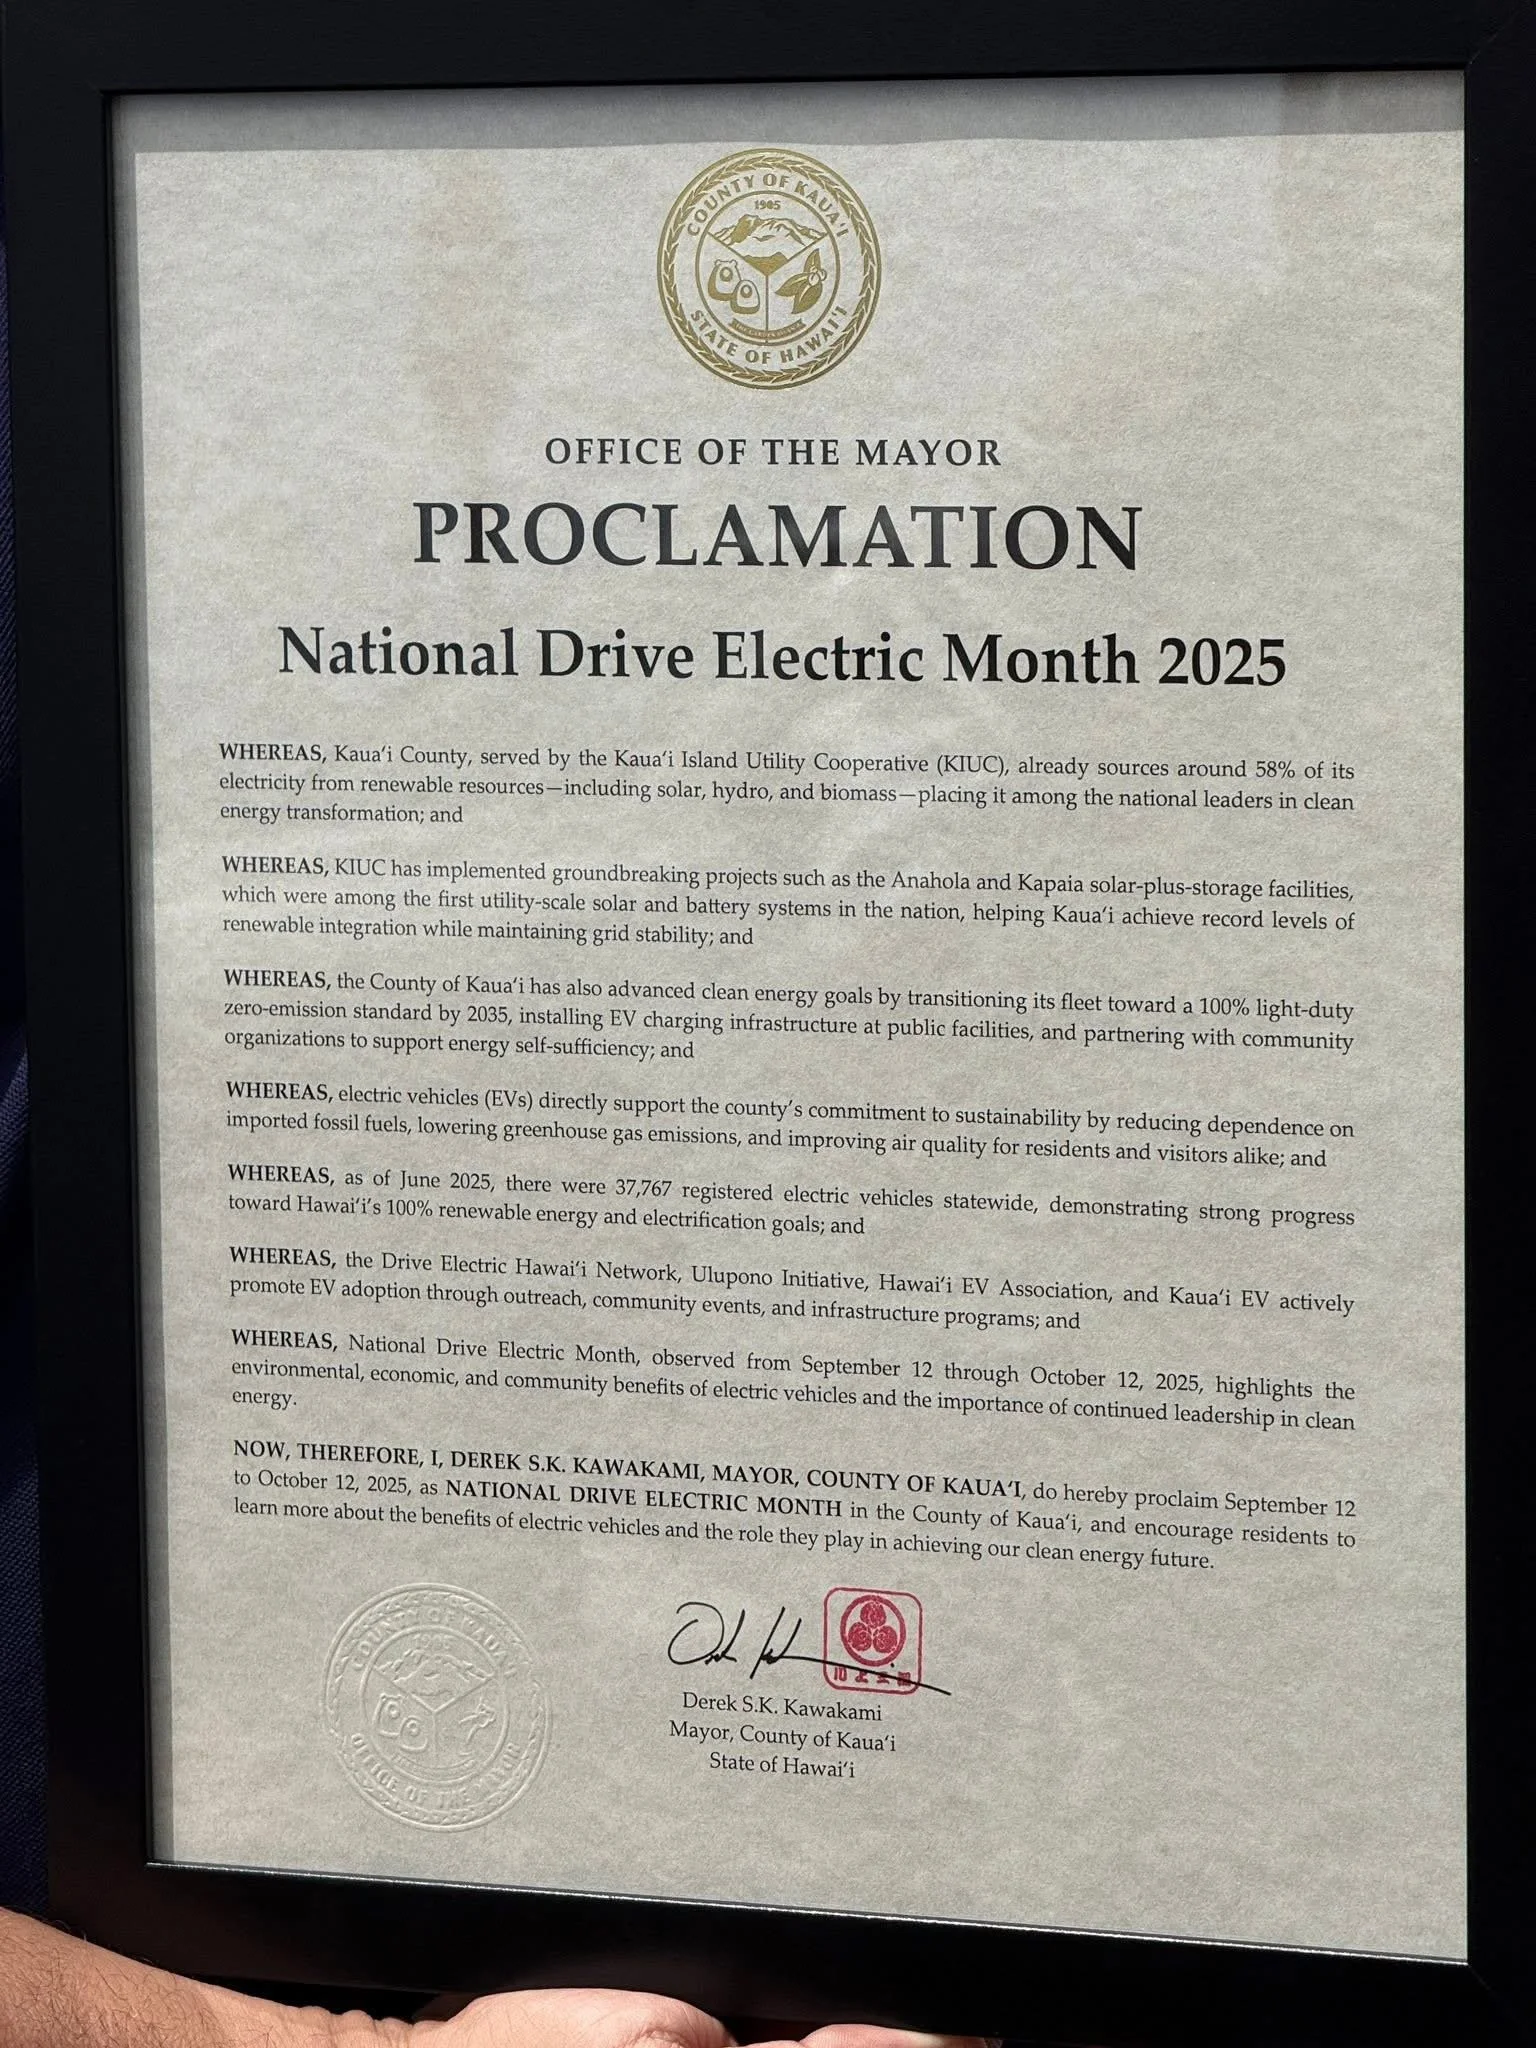 COUNTY OF KAUA'I
1905
STATE OF HAWAI'I
OFFICE OF THE MAYOR
PROCLAMATION
National Drive Electric Month 2025
WHEREAS, Kaua‘i County, served by the Kaua‘i Island Utility Cooperative (KIUC), already sources around 58% of its
electricity from renewable resources—including solar, hydro, and biomass—placing it among the national leaders in clean
energy transformation; and
WHEREAS, KIUC has implemented groundbreaking projects such as the Anahola and Kapaia solar-plus-storage facilities,
which were among the first utility-scale solar and battery systems in the nation, helping Kaua‘i achieve record levels of
renewable integration while maintaining grid stability; and
WHEREAS, the County of Kaua‘i has also advanced clean energy goals by transitioning its fleet toward a 100% light-duty
zero-emission standard by 2035, installing EV charging infrastructure at public facilities, and partnering with community
organizations to support energy self-sufficiency; and
WHEREAS, electric vehicles (EVs) directly support the county’s commitment to sustainability by reducing dependence on
imported fossil fuels, lowering greenhouse gas emissions, and improving air quality for residents and visitors alike; and
WHEREAS, as of June 2025, there were 37,767 registered electric vehicles statewide, demonstrating strong progress
toward Hawai‘i’s 100% renewable energy and electrification goals; and
WHEREAS, the Drive Electric Hawai‘i Network, Ulupono Initiative, Hawai‘i EV Association, and Kaua‘i EV actively
promote EV adoption through outreach, community events, and infrastructure programs; and
WHEREAS, National Drive Electric Month, observed from September 12 through October 12, 2025, highlights the
environmental, economic, and community benefits of electric vehicles and the importance of continued leadership in clean
energy.
NOW, THEREFORE, I, DEREK S.K. KAWAKAMI, MAYOR, COUNTY OF KAUA‘I, do hereby proclaim September 12
to October 12, 2025, as NATIONAL DRIVE ELECTRIC MONTH in the County of Kaua‘i, and encourage residents to
learn more about the benefits of electric vehicles and the role they play in achieving our clean energy future.
COUNTY OF KAUA'I
1905
OFFICE OF THE MAYOR
Derek S.K. Kawakami
Mayor, County of Kaua‘i
State of Hawai‘i